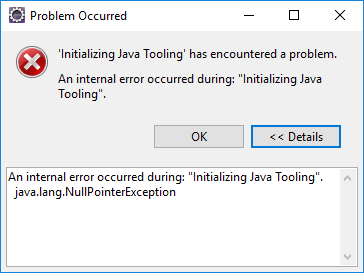 Problem Occurred
'Initializing Java Tooling' has encountered a problem.
An internal error occurred during: "Initializing Java
Tooling".
OK
<< Details
An internal error occurred during: "Initializing Java Tooling".
java.lang.NullPointerException